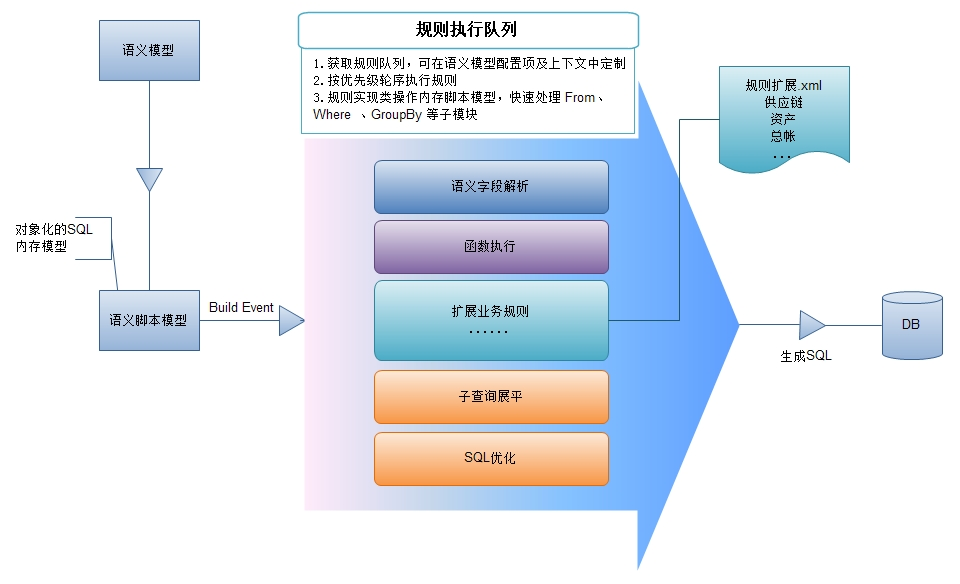 语义模型
规则执行队列
1. 获取规则队列，可在语义模型配置项及上下文中定制
2. 按优先级轮序执行规则
3. 规则实现类操作内存脚本模型，快速处理 From、
Where 、GroupBy 等子模块
规则扩展.xml
供应链
资产
总帐
...
语义字段解析
函数执行
扩展业务规则
......
子查询展平
SQL优化
对象化的SQL
内存模型
语义脚本模型
Build Event
生成SQL
DB